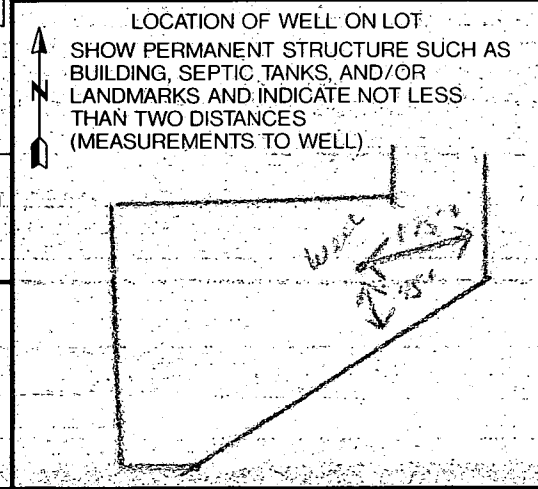 LOCATION OF WELL ON LOT
SHOW PERMANENT STRUCTURE SUCH AS
BUILDING, SEPTIC TANKS, AND/OR
N LANDMARKS AND INDICATE NOT LESS
THAN TWO DISTANCES
(MEASUREMENTS TO WELL)
Well